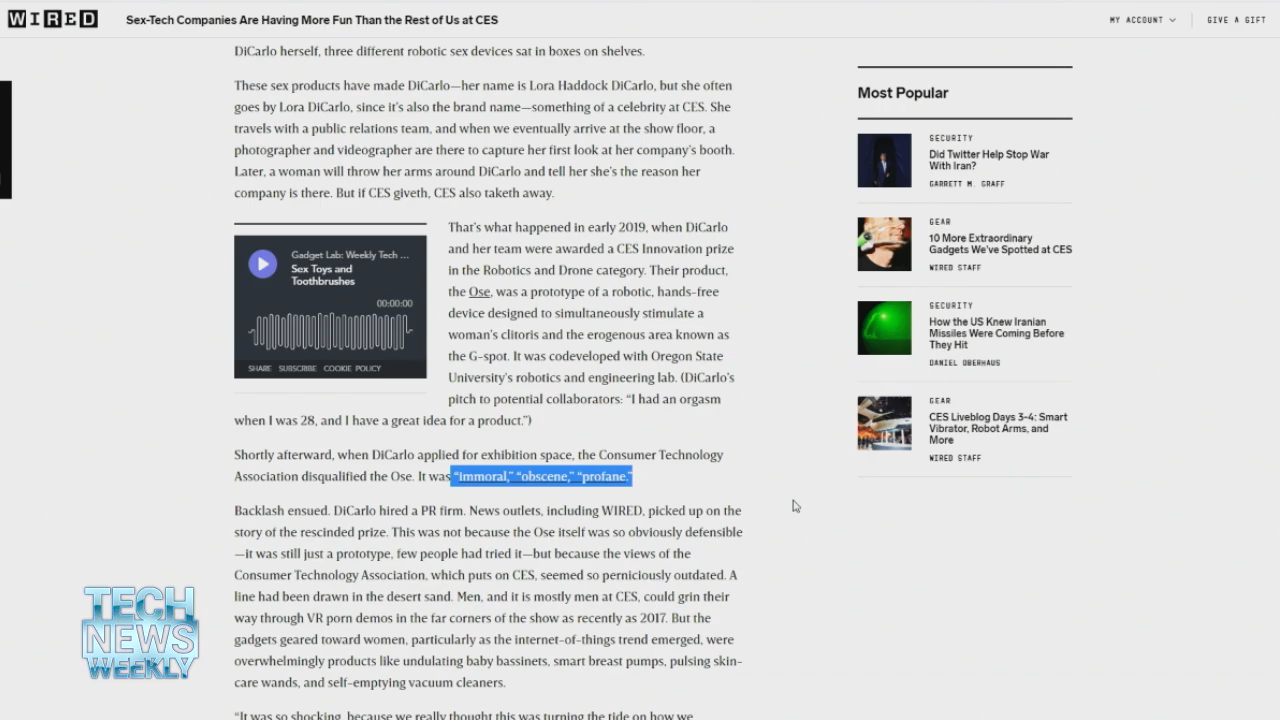 WIRED
Sex-Tech Companies Are Having More Fun Than the Rest of Us at CES
MY ACCOUNT
GIVE A GIFT
DiCarlo herself, three different robotic sex devices sat in boxes on shelves.
These sex products have made DiCarlo—her name is Lora Haddock DiCarlo, but she often
goes by Lora DiCarlo, since it's also the brand name—something of a celebrity at CES. She
travels with a public relations team, and when we eventually arrive at the show floor, a
photographer and videographer are there to capture her first look at her company's booth.
Later, a woman will throw her arms around DiCarlo and tell her she's the reason her
company is there. But if CES giveth, CES also taketh away.
Gadget Lab: Weekly Tech ...
Sex Toys and
Toothbrushes
00:00:00
SHARE SUBSCRIBE COOKIE POLICY
That's what happened in early 2019, when DiCarlo
and her team were awarded a CES Innovation prize
in the Robotics and Drone category. Their product,
the Ose, was a prototype of a robotic, hands-free
device designed to simultaneously stimulate a
woman's clitoris and the erogenous area known as
the G-spot. It was codeveloped with Oregon State
University's robotics and engineering lab. (DiCarlo's
pitch to potential collaborators: “I had an orgasm
when I was 28, and I have a great idea for a product.”)
Shortly afterward, when DiCarlo applied for exhibition space, the Consumer Technology
Association disqualified the Ose. It was “immoral,” “obscene,” “profane.”
Backlash ensued. DiCarlo hired a PR firm. News outlets, including WIRED, picked up on the
story of the rescinded prize. This was not because the Ose itself was so obviously defensible
—it was still just a prototype, few people had tried it—but because the views of the
Consumer Technology Association, which puts on CES, seemed so perniciously outdated. A
line had been drawn in the desert sand. Men, and it is mostly men at CES, could grin their
way through VR porn demos in the far corners of the show as recently as 2017. But the
gadgets geared toward women, particularly as the internet-of-things trend emerged, were
overwhelmingly products like undulating baby bassinets, smart breast pumps, pulsing skin-
care wands, and self-emptying vacuum cleaners.
“It was so shocking, because we really thought this was turning the tide on how we
Most Popular
SECURITY
Did Twitter Help Stop War
With Iran?
GARRETT M. GRAFF
GEAR
10 More Extraordinary
Gadgets We've Spotted at CES
WIRED STAFF
SECURITY
How the US Knew Iranian
Missiles Were Coming Before
They Hit
DANIEL OBERHAUS
GEAR
CES Liveblog Days 3-4: Smart
Vibrator, Robot Arms, and
More
WIRED STAFF
TECH
NEWS
WEEKLY